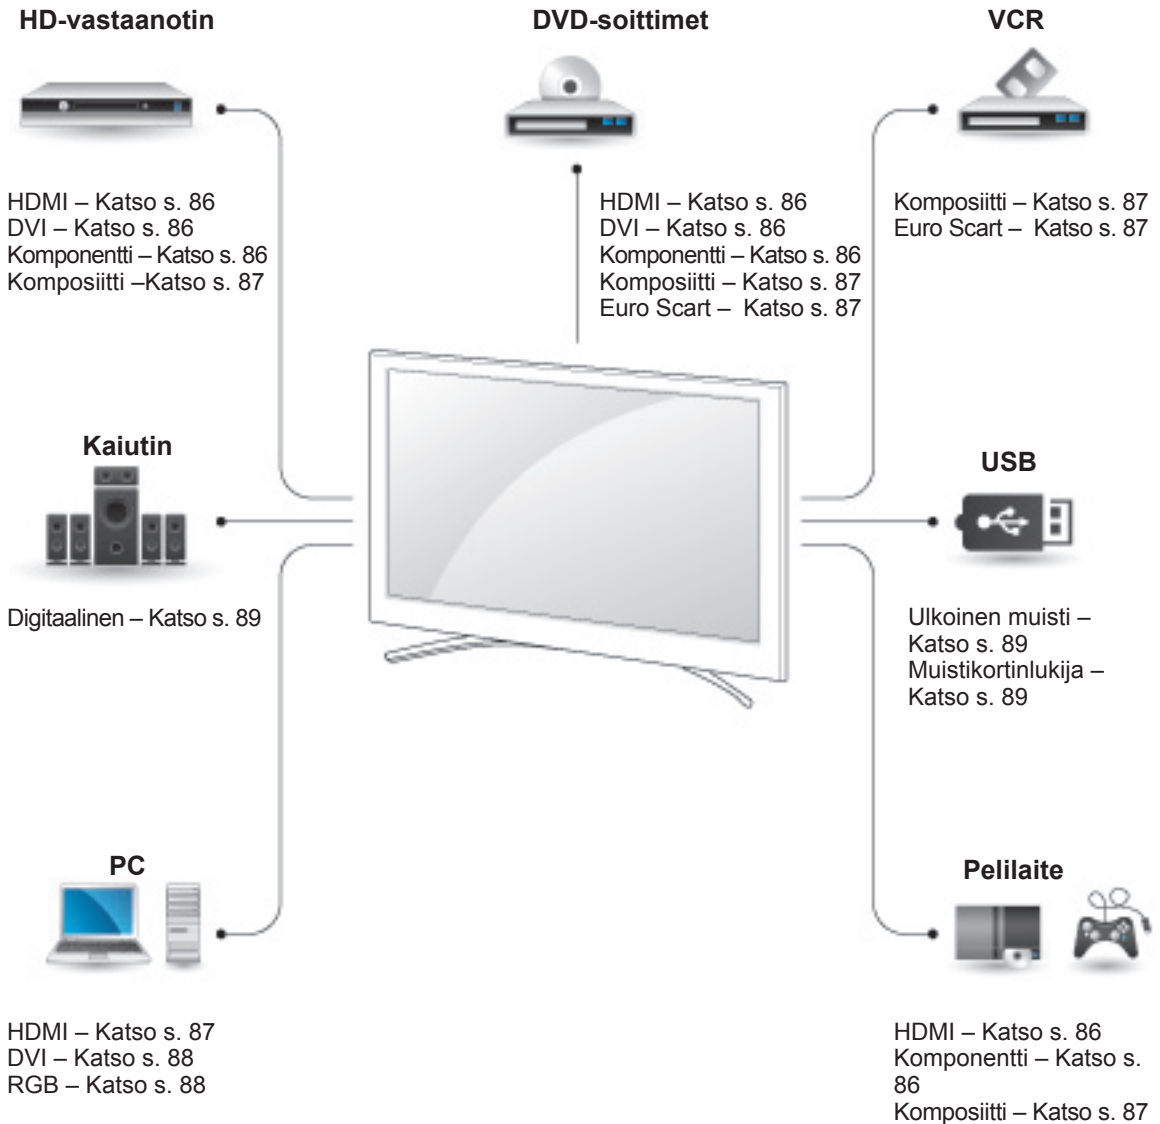 HD-vastaanotin
HDMI – Katso s. 86
DVI – Katso s. 86
Komponentti – Katso s. 86
Komposiitti –Katso s. 87
DVD-soittimet
HDMI – Katso s. 86
DVI – Katso s. 86
Komponentti – Katso s. 86
Komposiitti – Katso s. 87
Euro Scart – Katso s. 87
VCR
Komposiitti – Katso s. 87
Euro Scart – Katso s. 87
Kaiutin
Digitaalinen – Katso s. 89
USB
Ulkoinen muisti –
Katso s. 89
Muistikortinlukija –
Katso s. 89
PC
HDMI – Katso s. 87
DVI – Katso s. 88
RGB – Katso s. 88
Pelilaite
HDMI – Katso s. 86
Komponentti – Katso s.
86
Komposiitti – Katso s. 87